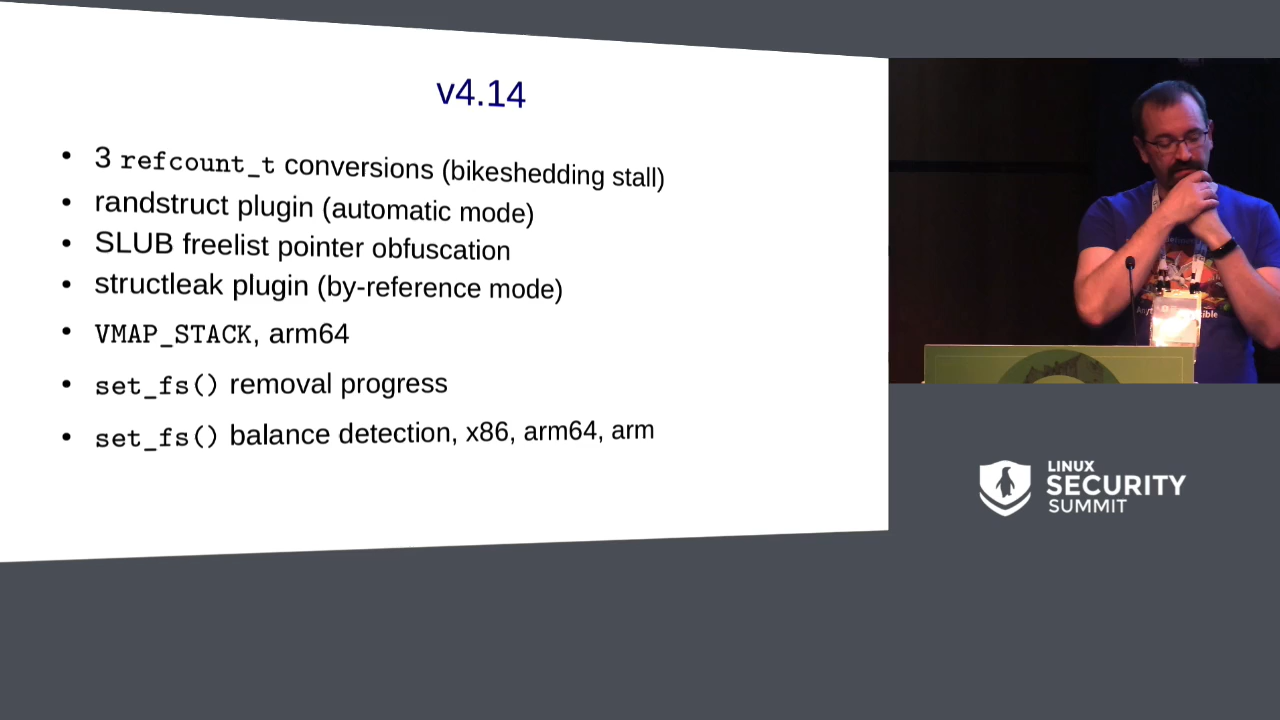 v4.14
• 3 refcount_t conversions (bikeshedding stall)
• randstruct plugin (automatic mode)
• SLUB freelist pointer obfuscation
• structleak plugin (by-reference mode)
• VMAP_STACK, arm64
• set_fs() removal progress
• set_fs() balance detection, x86, arm64, arm
LINUX
SECURITY
SUMMIT